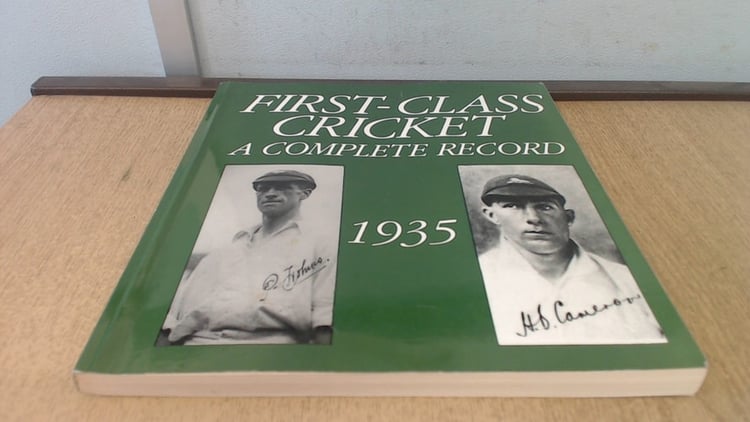 FIRST-CLASS
CRICKET
A COMPLETE RECORD
1935
H.B. Cameron